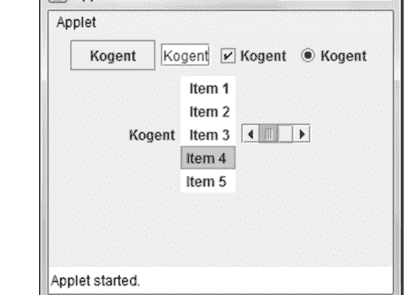 Applet
Kogent Kogent Kogent Kogent
Item 1
Item 2
Kogent Item 3
Item 4
Item 5
Applet started.